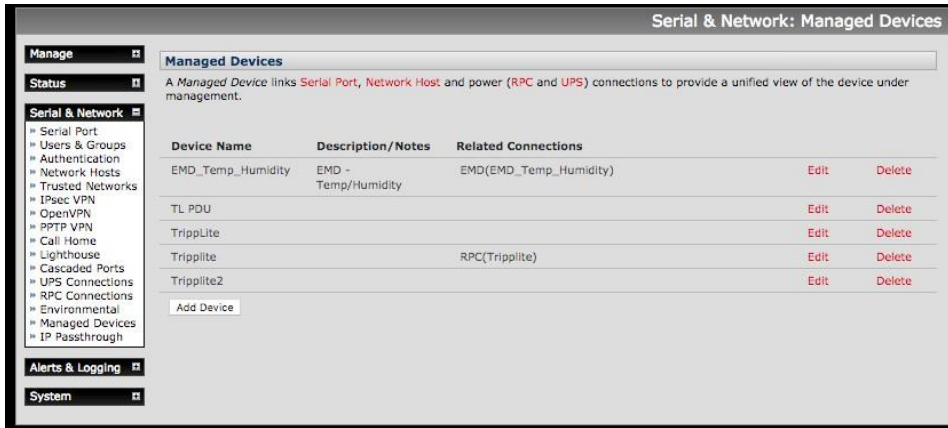 Serial & Network: Managed Devices
Manage
Status
Serial & Network
Serial Port
Users & Groups
Authentication
Network Hosts
Trusted Networks
IPsec VPN
OpenVPN
PPTP VPN
Call Home
Lighthouse
Cascaded Ports
UPS Connections
RPC Connections
Environmental
Managed Devices
IP Passthrough
Alerts & Logging
System
Managed Devices
A Managed Device links Serial Port, Network Host and power (RPC and UPS) connections to provide a unified view of the device under
management.
Device Name Description/Notes Related Connections
EMD_Temp_Humidity EMD - EMD(EMD_Temp_Humidity) Edit Delete
Temp/Humidity
TL PDU Edit Delete
TrippLite Edit Delete
Tripplite RPC(Tripplite) Edit Delete
Tripplite2 Edit Delete
Add Device